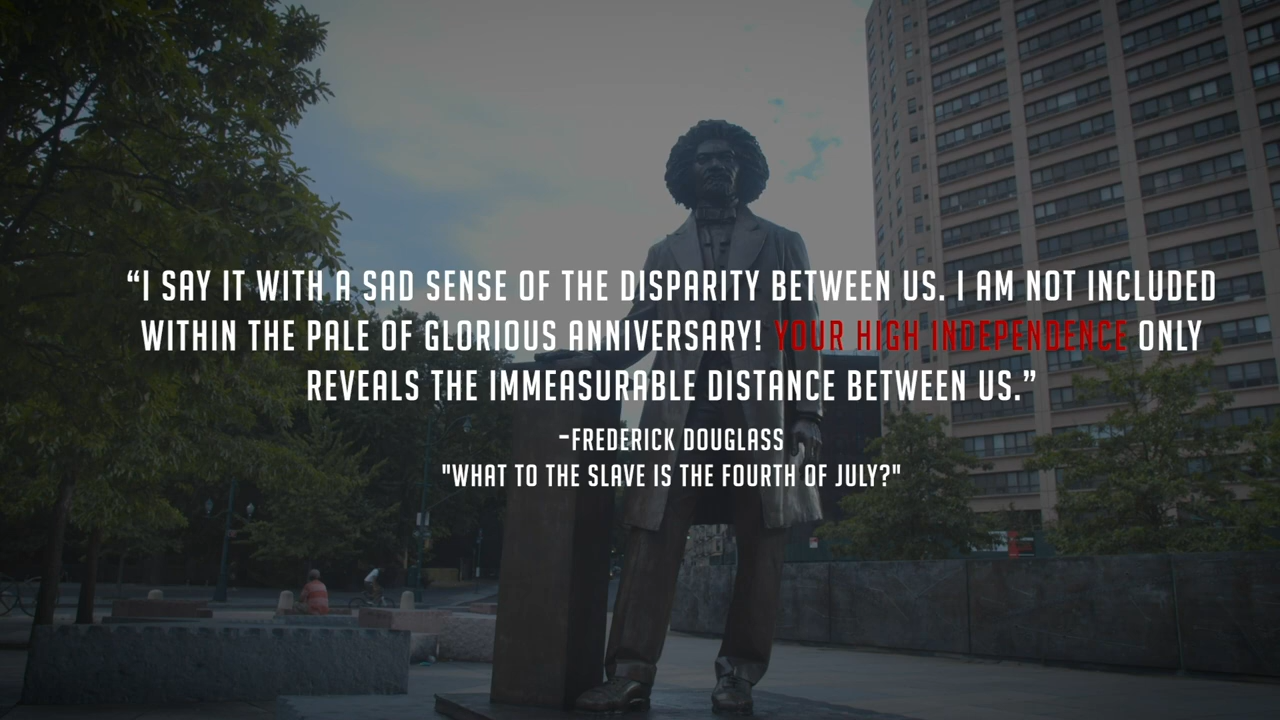 “I SAY IT WITH A SAD SENSE OF THE DISPARITY BETWEEN US. I AM NOT INCLUDED
WITHIN THE PALE OF GLORIOUS ANNIVERSARY! YOUR HIGH INDEPENDENCE ONLY
REVEALS THE IMMEASURABLE DISTANCE BETWEEN US.”
-FREDERICK DOUGLASS
"WHAT TO THE SLAVE IS THE FOURTH OF JULY?"